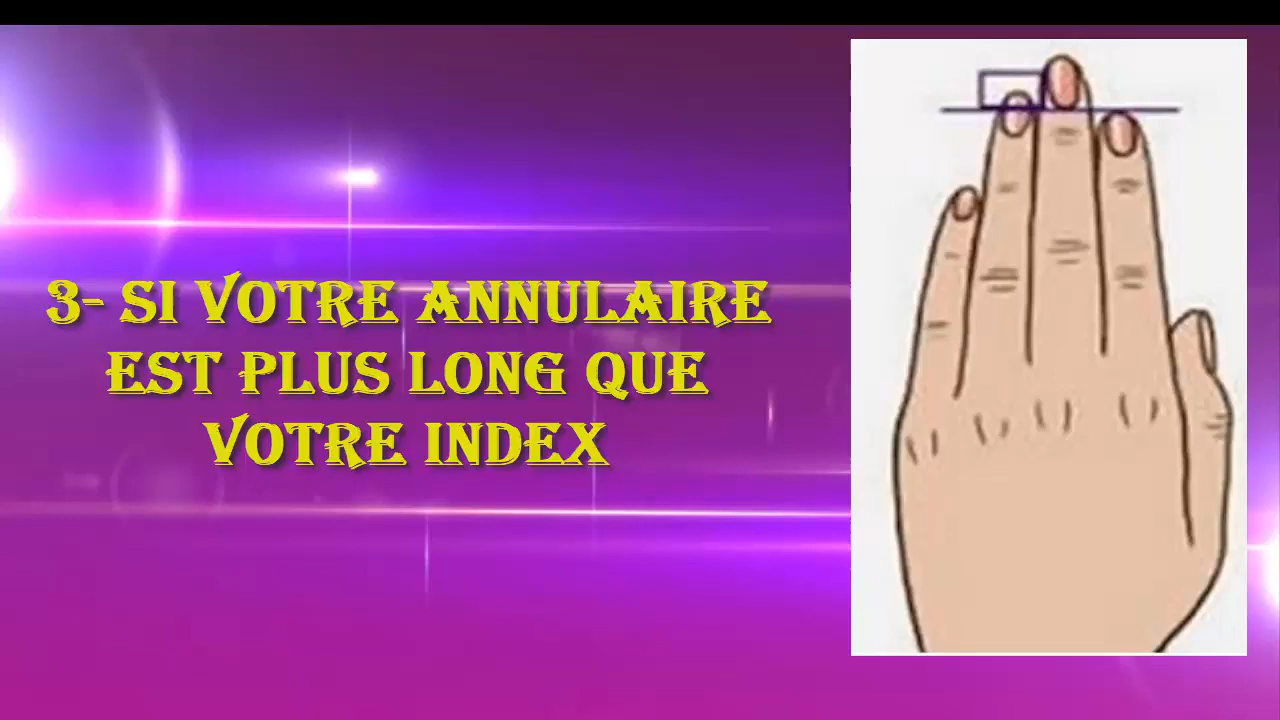 3- SI VOTRE ANNULAIRE
EST PLUS LONG QUE
VOTRE INDEX